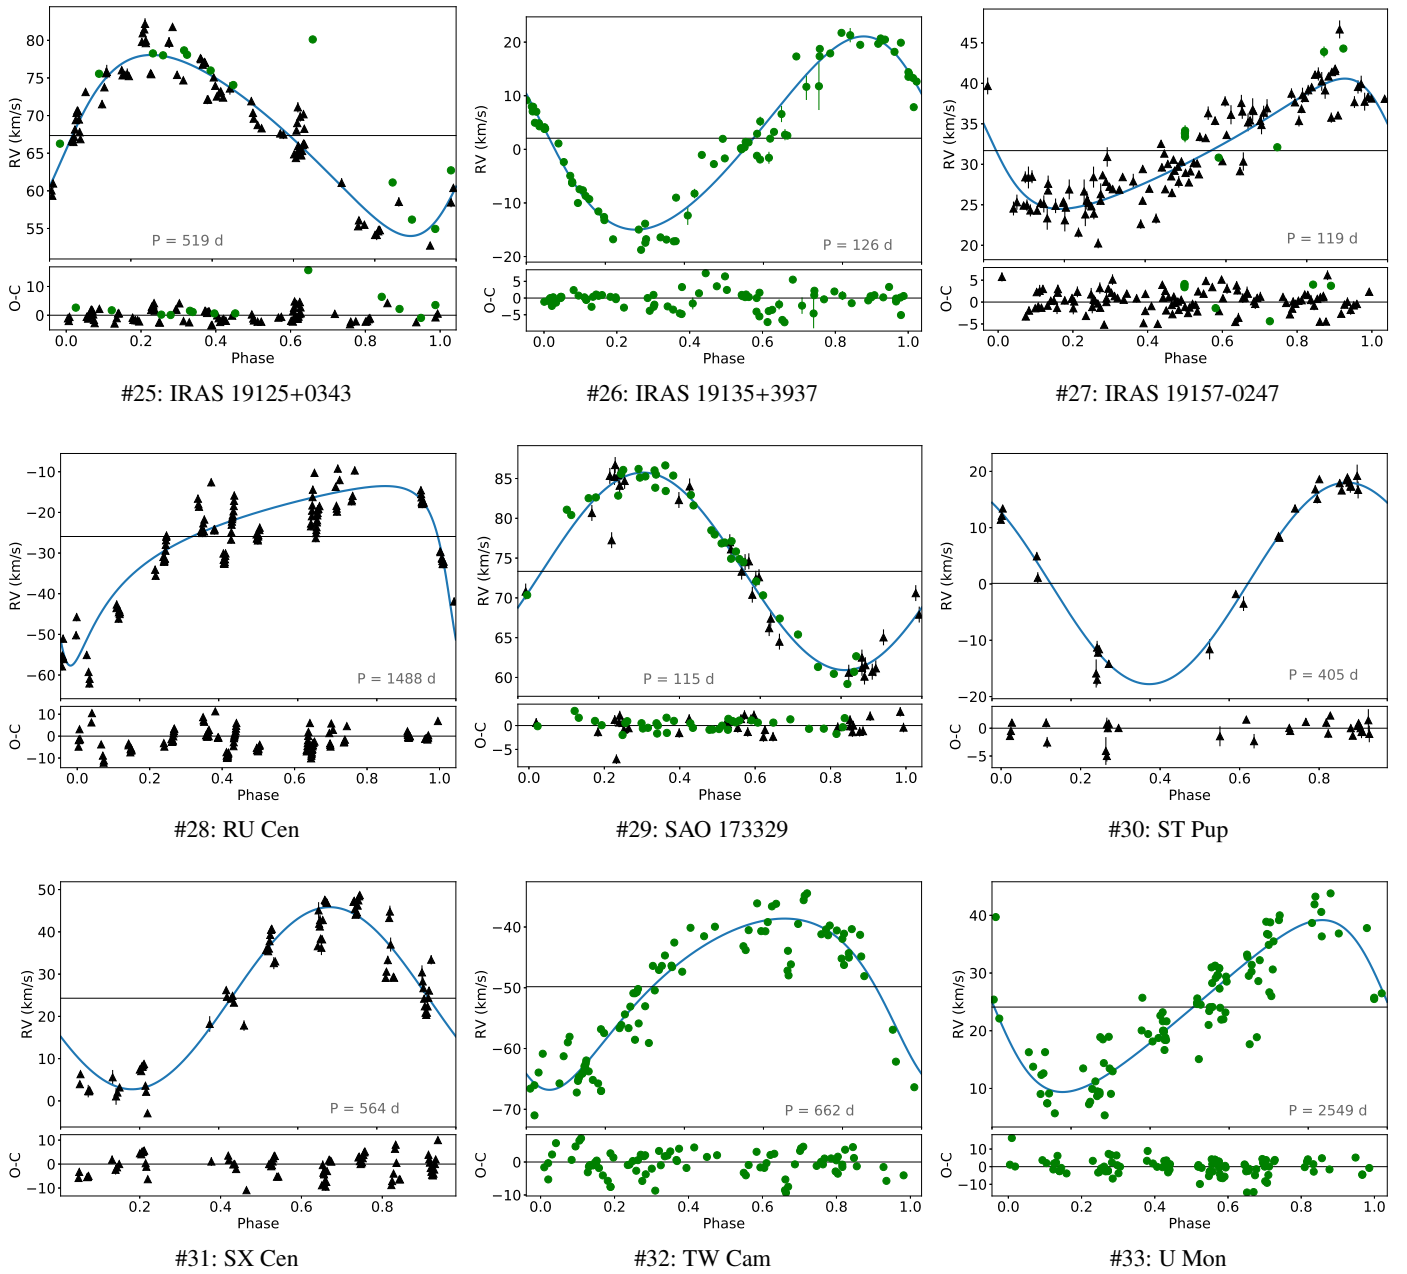 80
75
70
65
60
55
RV (km/s)
P = 519 d
10
0
O-C
0.0 0.2 0.4 0.6 0.8 1.0
Phase
#25: IRAS 19125+0343
20
10
0
−10
−20
RV (km/s)
P = 126 d
5
0
−5
O-C
0.0 0.2 0.4 0.6 0.8 1.0
Phase
#26: IRAS 19135+3937
45
40
35
30
25
20
RV (km/s)
P = 119 d
5
0
−5
O-C
0.0 0.2 0.4 0.6 0.8 1.0
Phase
#27: IRAS 19157-0247
−10
−20
−30
−40
−50
−60
RV (km/s)
P = 1488 d
10
0
−10
O-C
0.0 0.2 0.4 0.6 0.8 1.0
Phase
#28: RU Cen
85
80
75
70
65
60
RV (km/s)
P = 115 d
0
−5
O-C
0.0 0.2 0.4 0.6 0.8 1.0
Phase
#29: SAO 173329
20
10
0
−10
−20
RV (km/s)
P = 405 d
0
−5
O-C
0.0 0.2 0.4 0.6 0.8
Phase
#30: ST Pup
50
40
30
20
10
0
RV (km/s)
P = 564 d
10
0
−10
O-C
0.2 0.4 0.6 0.8
Phase
#31: SX Cen
−40
−50
−60
−70
RV (km/s)
P = 662 d
0
−10
O-C
0.0 0.2 0.4 0.6 0.8 1.0
Phase
#32: TW Cam
40
30
20
10
RV (km/s)
P = 2549 d
10
0
−10
O-C
0.0 0.2 0.4 0.6 0.8 1.0
Phase
#33: U Mon